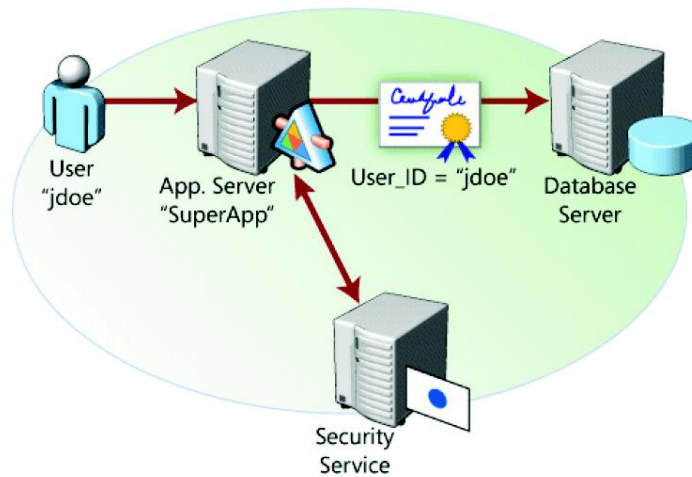 User
"jdoe"
App. Server
"SuperApp"
User_ID = "jdoe"
Database
Server
Security
Service